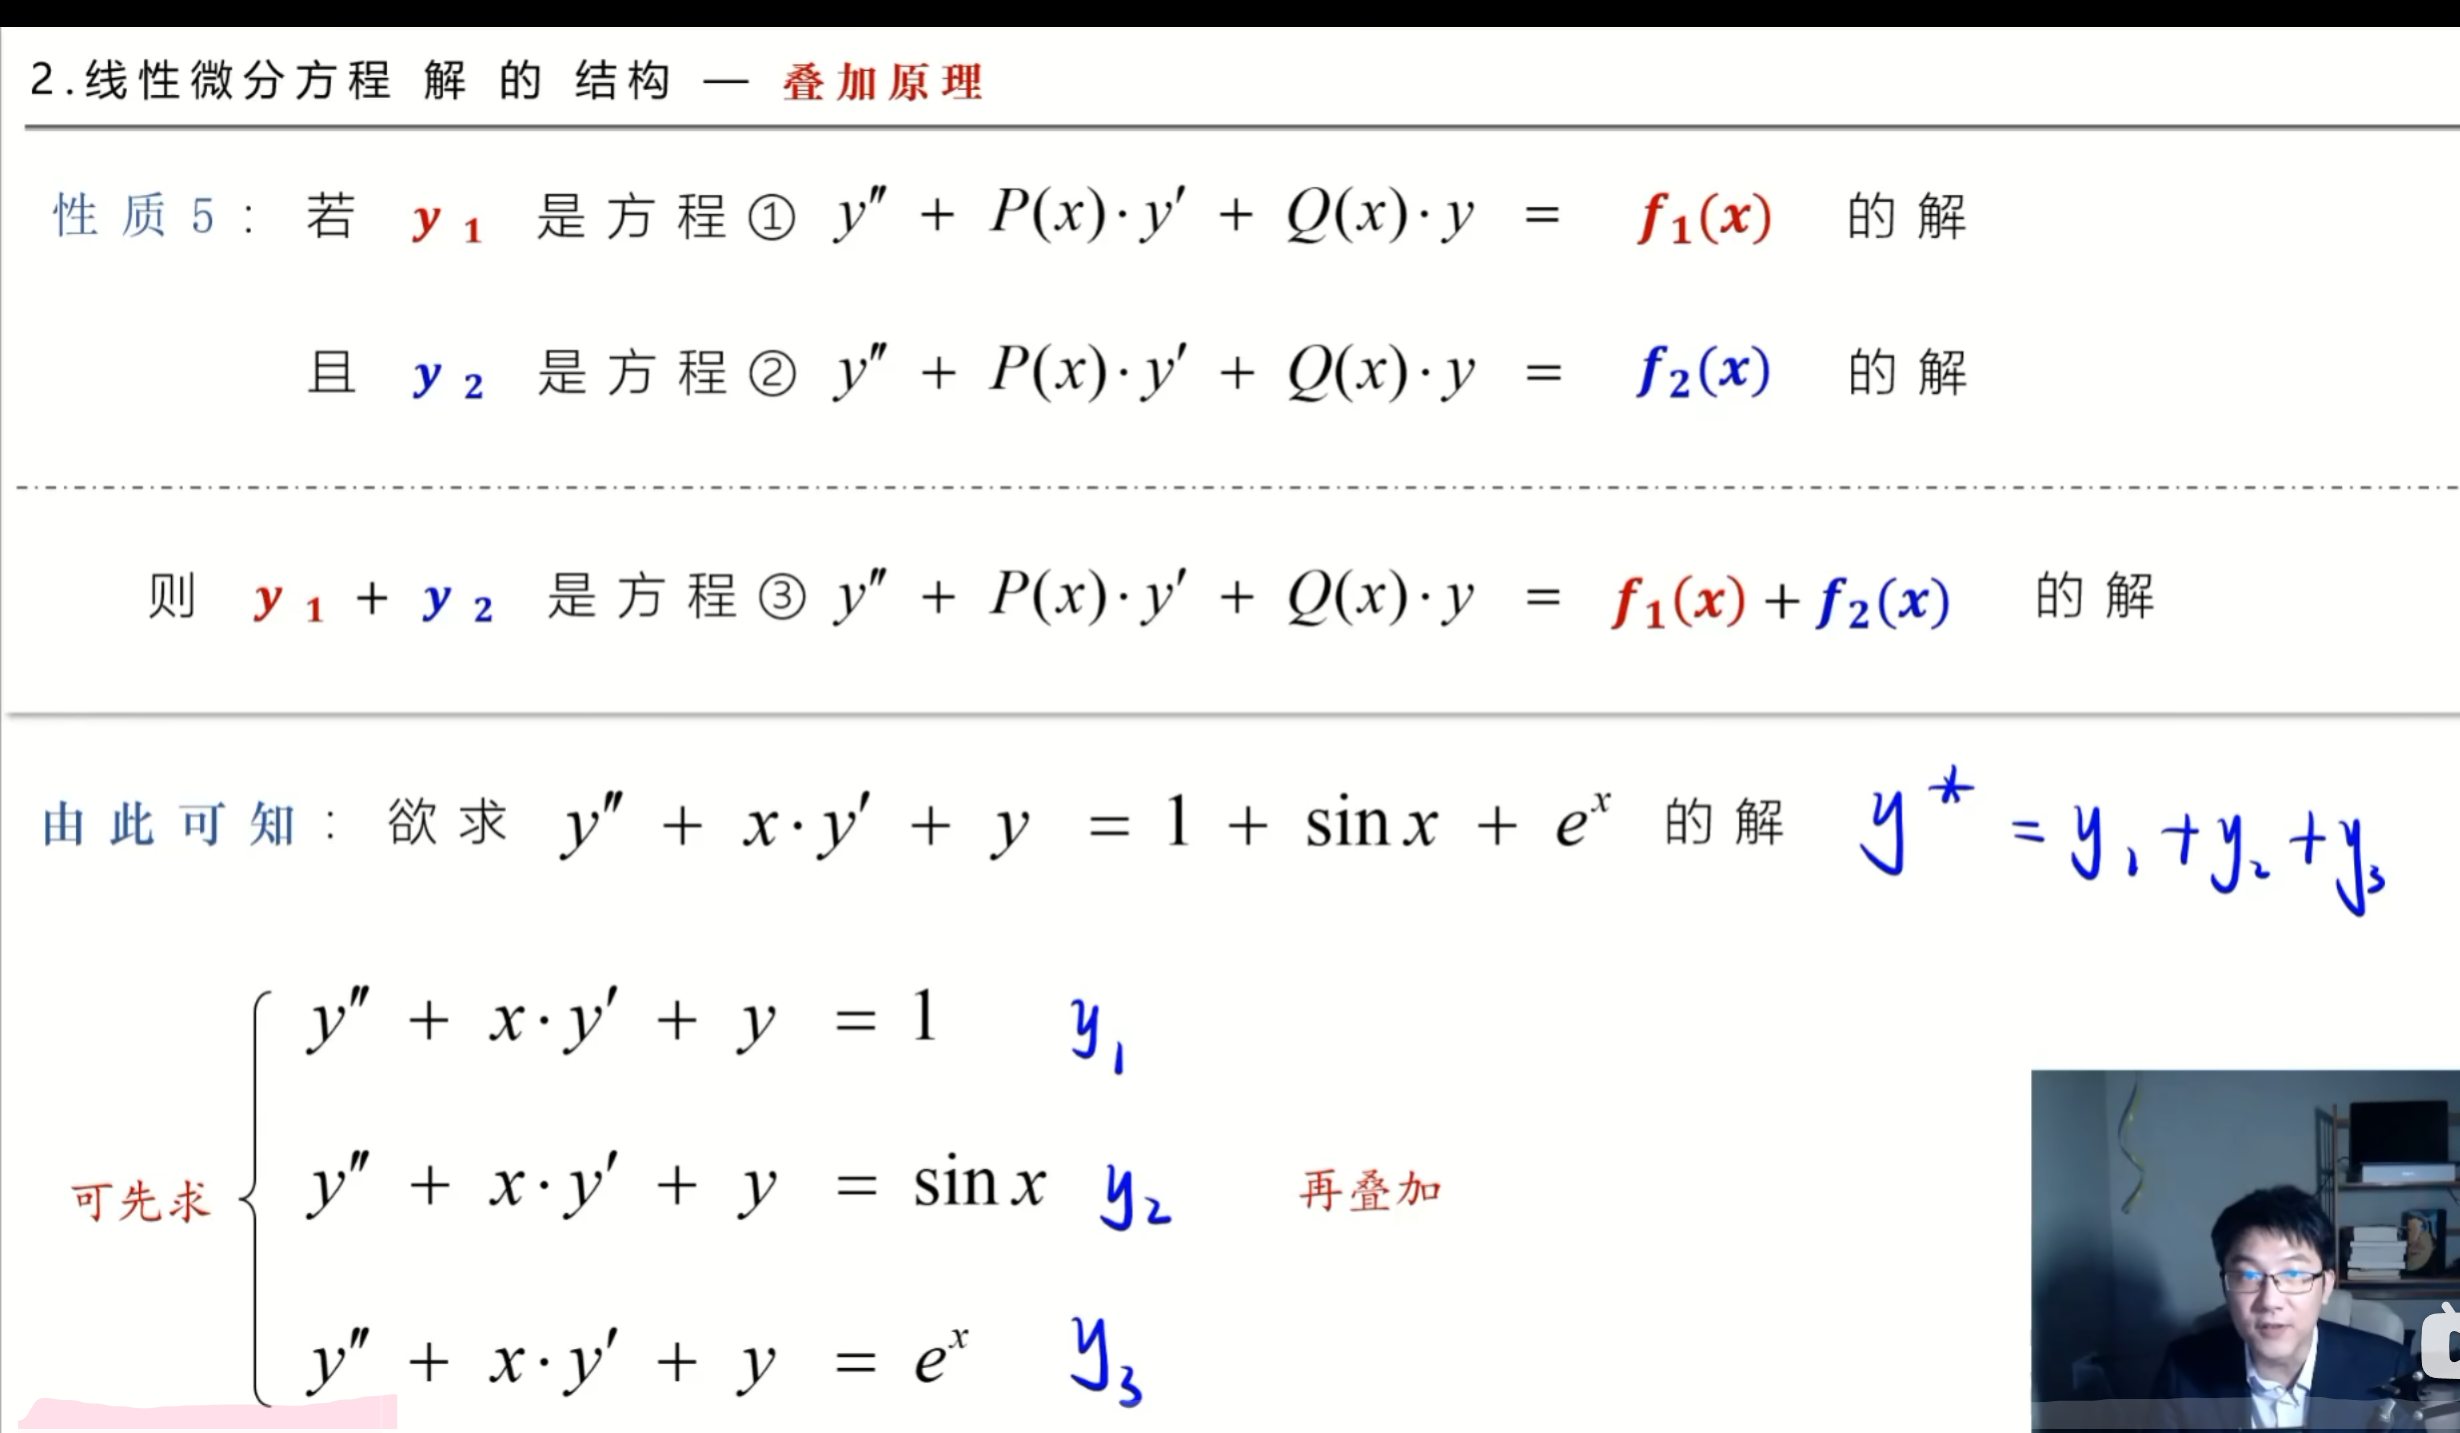 2.线性微分方程 解 的 结构 — 叠加原理
性质5: 若 y₁ 是方程① y″ + P(x)·y′ + Q(x)·y = f₁(x) 的解
且 y₂ 是方程② y″ + P(x)·y′ + Q(x)·y = f₂(x) 的解
则 y₁ + y₂ 是方程③ y″ + P(x)·y′ + Q(x)·y = f₁(x)+f₂(x) 的解
由此可知: 欲求 y″ + x·y′ + y = 1 + sin x + eˣ 的解 y* = y₁ + y₂ + y₃
y″ + x·y′ + y = 1 y₁
可先求 y″ + x·y′ + y = sin x y₂ 再叠加
y″ + x·y′ + y = eˣ y₃